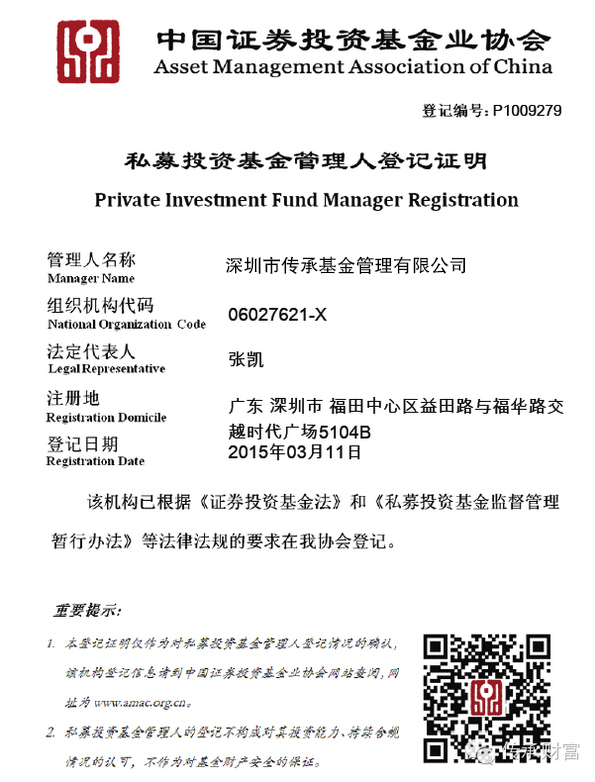 中国证券投资基金业协会
Asset Management Association of China
登记编号: P1009279
私募投资基金管理人登记证明
Private Investment Fund Manager Registration
管理人名称 深圳市传承基金管理有限公司
Manager Name
组织机构代码 06027621-X
National Organization Code
法定代表人 张凯
Legal Representative
注册地 广东 深圳市 福田中心区益田路与福华路交
Registration Domicile 越时代广场5104B
登记日期 2015年03月11日
Registration Date
该机构已根据《证券投资基金法》和《私募投资基金监督管理
暂行办法》等法律法规的要求在我协会登记。
重要提示:
1. 本登记证明仅作为对私募投资基金管理人登记情况的确认,
该机构登记信息请到中国证券投资基金业协会网站查阅,网
址为 www.amac.org.cn。
2. 私募投资基金管理人的登记不构成对其投资能力、持续合规
情况的认可,不作为对基金财产安全的保证。
传承财富